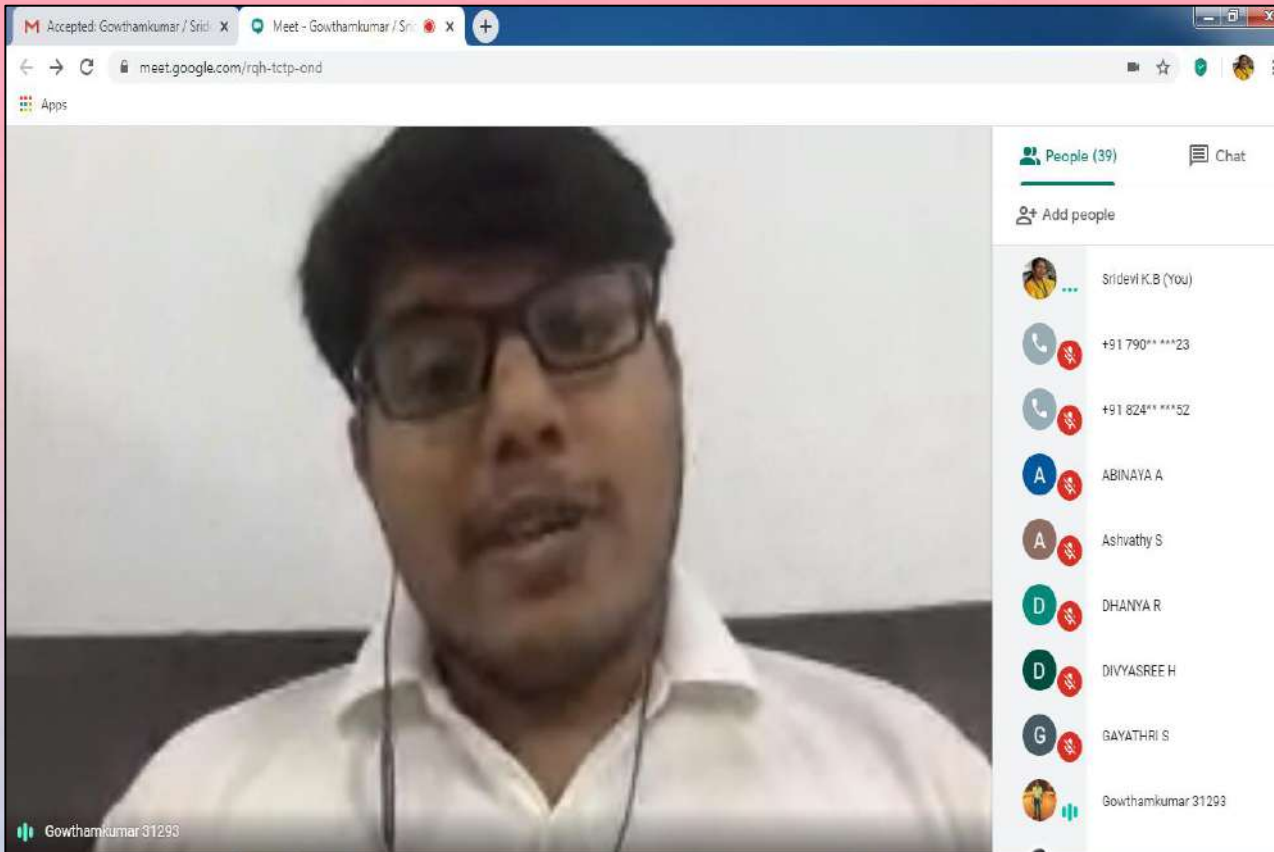 Accepted: Gowthamkumar / Srid
Meet - Gowthamkumar / Sri
meet.google.com/rqh-tctp-ond
Apps
People (39)
Chat
Add people
Sridevi K.B (You)
+91 790** ***23
+91 824** ***52
A ABINAYA A
A Ashvathy S
D DHANYA R
D DIVYASREE H
G GAYATHRI S
Gowthamkumar 31293
Gowthamkumar 31293